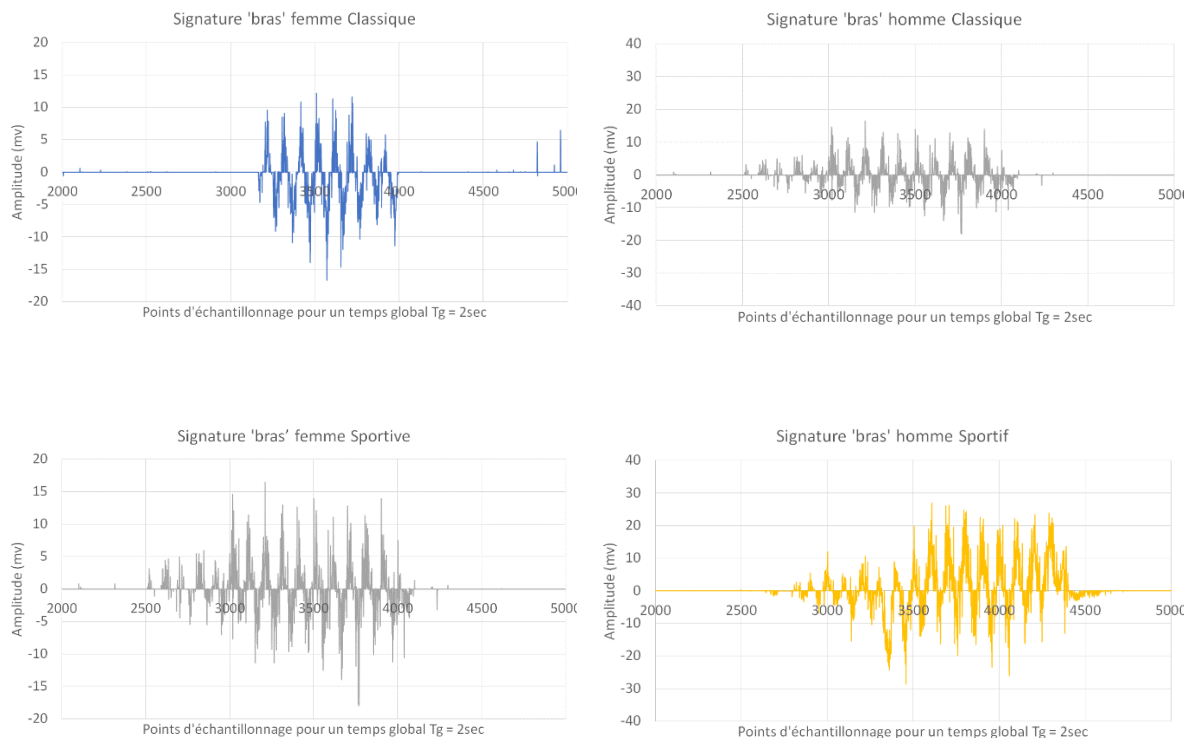 Signature 'bras' femme Classique
20
15
10
5
0
-5
-10
-15
-20
2000 2500 3000 3500 4000 4500 5000
Amplitude (mv)
Points d'échantillonnage pour un temps global Tg = 2sec
Signature 'bras' homme Classique
40
30
20
10
0
-10
-20
-30
-40
2000 2500 3000 3500 4000 4500 5000
Amplitude (mv)
Points d'échantillonnage pour un temps global Tg = 2sec
Signature 'bras’ femme Sportive
20
15
10
5
0
-5
-10
-15
-20
2000 2500 3000 3500 4000 4500 5000
Amplitude (mv)
Points d'échantillonnage pour un temps global Tg = 2sec
Signature 'bras' homme Sportif
40
30
20
10
0
-10
-20
-30
-40
2000 2500 3000 3500 4000 4500 5000
Amplitude (mv)
Points d'échantillonnage pour un temps global Tg = 2sec